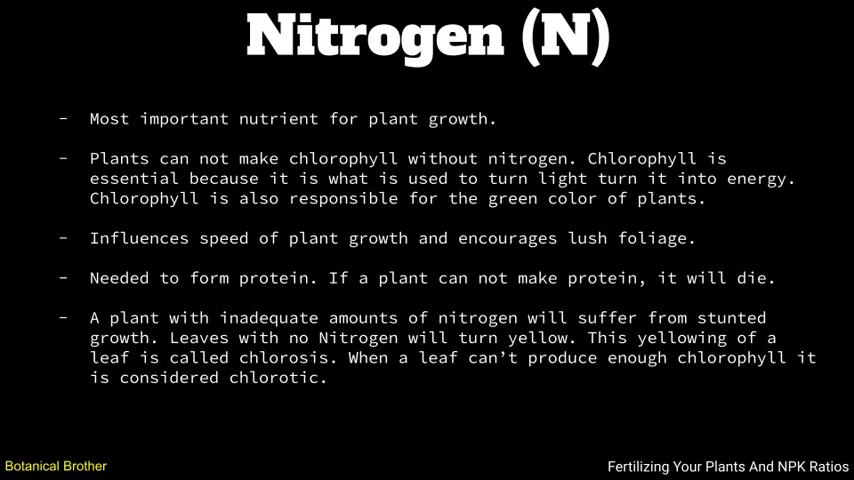 Nitrogen (N)
- Most important nutrient for plant growth.
- Plants can not make chlorophyll without nitrogen. Chlorophyll is
essential because it is what is used to turn light turn it into energy.
Chlorophyll is also responsible for the green color of plants.
- Influences speed of plant growth and encourages lush foliage.
- Needed to form protein. If a plant can not make protein, it will die.
- A plant with inadequate amounts of nitrogen will suffer from stunted
growth. Leaves with no Nitrogen will turn yellow. This yellowing of a
leaf is called chlorosis. When a leaf can’t produce enough chlorophyll it
is considered chlorotic.
Botanical Brother
Fertilizing Your Plants And NPK Ratios